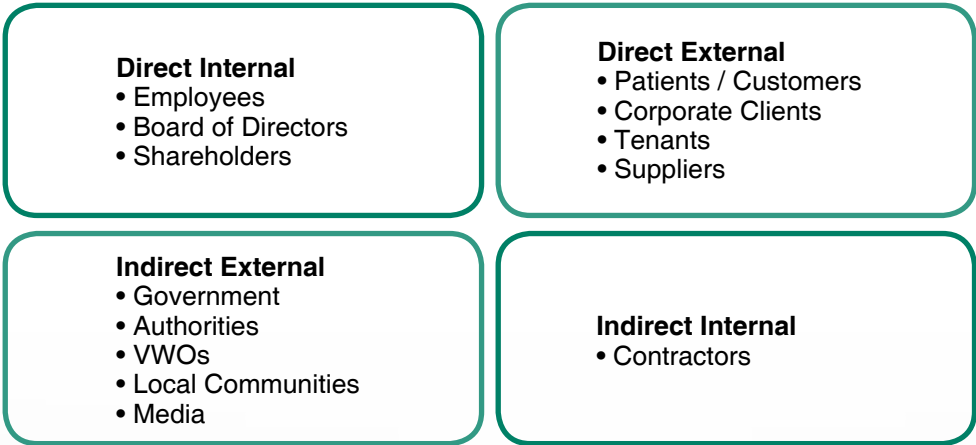 Direct Internal
• Employees
• Board of Directors
• Shareholders
Direct External
• Patients / Customers
• Corporate Clients
• Tenants
• Suppliers
Indirect External
• Government
• Authorities
• VWOs
• Local Communities
• Media
Indirect Internal
• Contractors